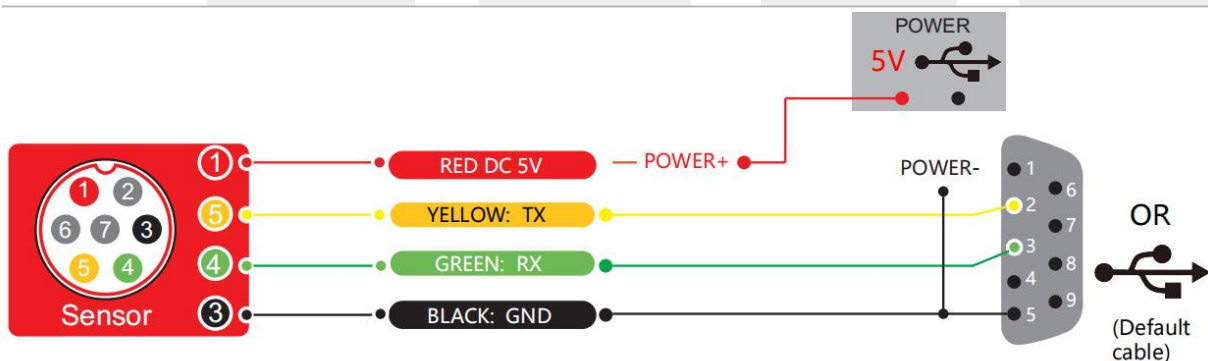 POWER
5V
1 RED DC 5V POWER+ POWER- 1
6
1 2
5 YELLOW: TX 2
OR
7
6 7 3
4 GREEN: RX 3
8
5 4
4
9
Sensor 3 BLACK: GND 5
(Default
cable)